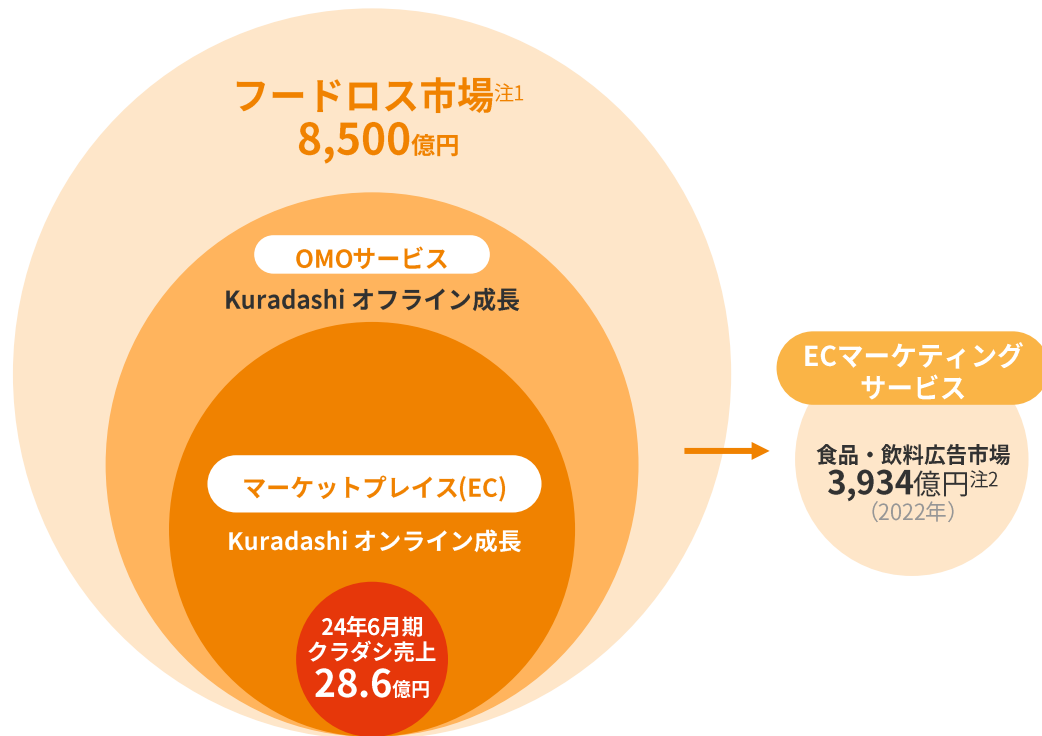 フードロス市場注1
8,500億円
OMOサービス
Kuradashi オフライン成長
マーケットプレイス(EC)
Kuradashi オンライン成長
24年6月期
クラダシ売上
28.6億円
ECマーケティング
サービス
食品・飲料広告市場
3,934億円注2
（2022年）